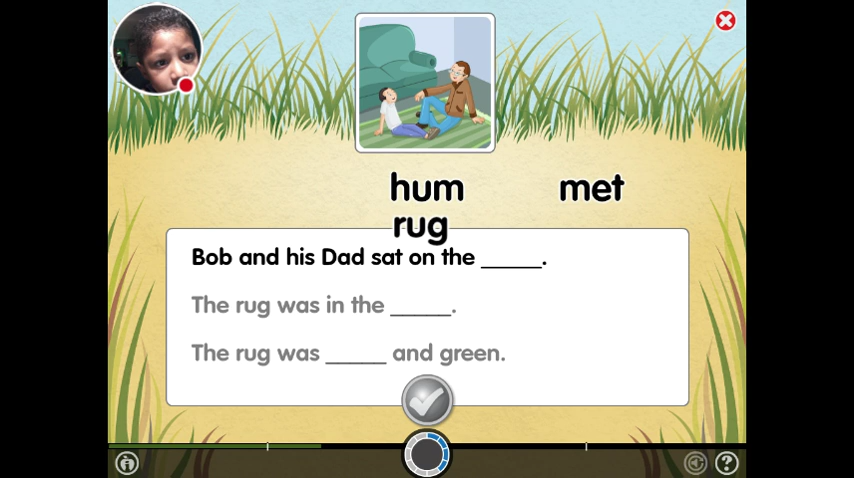 hum met
rug
Bob and his Dad sat on the _____.
The rug was in the _____.
The rug was _____ and green.